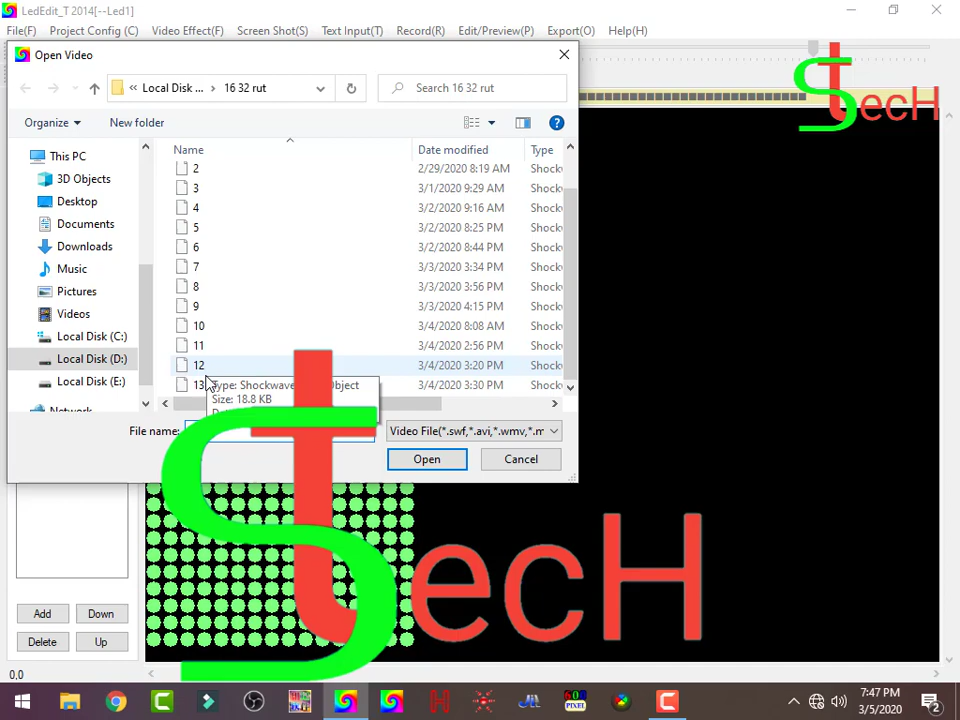 LedEdit_T 2014[--Led1]
File(F) Project Config (C) Video Effect(F) Screen Shot(S) Text Input(T) Record(R) Edit/Preview(P) Export(O) Help(H)
Open Video
Local Disk ... > 16 32 rut
Search 16 32 rut
Organize New folder
This PC
3D Objects
Desktop
Documents
Downloads
Music
Pictures
Videos
Local Disk (C:)
Local Disk (D:)
Local Disk (E:)
Network
Name Date modified Type
2 2/29/2020 8:19 AM Shock
3 3/1/2020 9:29 AM Shock
4 3/2/2020 9:16 AM Shock
5 3/2/2020 8:25 PM Shock
6 3/2/2020 8:44 PM Shock
7 3/3/2020 3:34 PM Shock
8 3/3/2020 3:56 PM Shock
9 3/3/2020 4:15 PM Shock
10 3/4/2020 8:08 AM Shock
11 3/4/2020 2:56 PM Shock
12 3/4/2020 3:20 PM Shock
13 3/4/2020 3:30 PM Shock
Type: Shockwave Object
Size: 18.8 KB
File name:
Video File(*.swf,*.avi,*.wmv,*.m
Open Cancel
StecH
StecH
Add Down
Delete Up
0,0
60 PIXEL
7:47 PM
3/5/2020
2